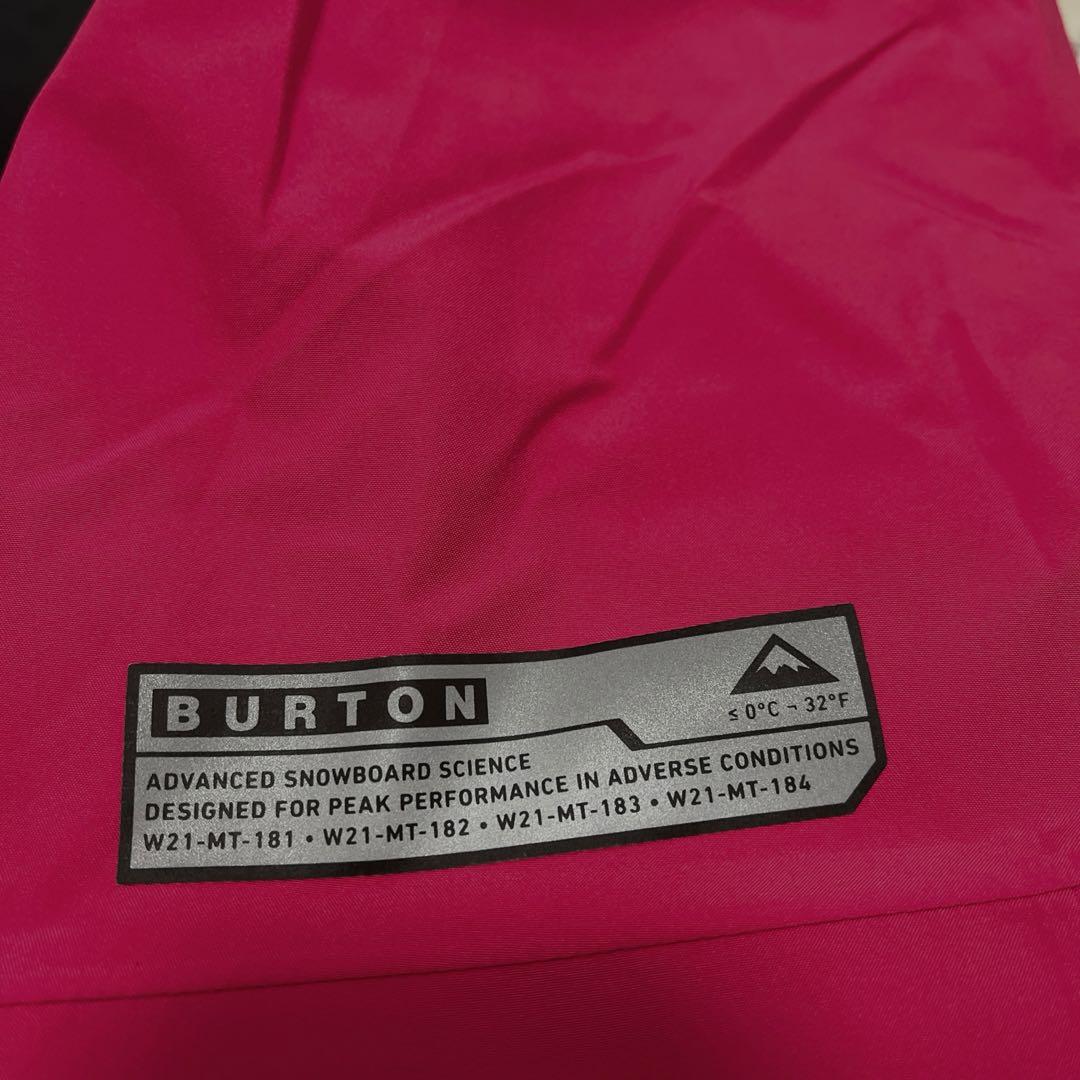 BURTON
≤ 0°C ¬ 32°F
ADVANCED SNOWBOARD SCIENCE
DESIGNED FOR PEAK PERFORMANCE IN ADVERSE CONDITIONS
W21-MT-181 • W21-MT-182 • W21-MT-183 • W21-MT-184